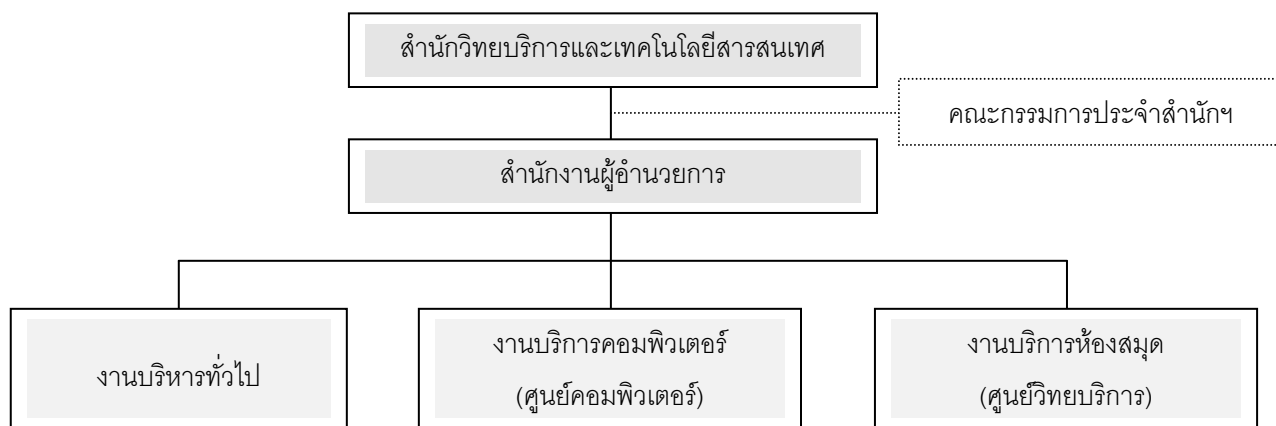 สำนักวิทยบริการและเทคโนโลยีสารสนเทศ
คณะกรรมการประจำสำนักฯ
สำนักงานผู้อำนวยการ
งานบริหารทั่วไป
งานบริการคอมพิวเตอร์
(ศูนย์คอมพิวเตอร์)
งานบริการห้องสมุด
(ศูนย์วิทยบริการ)